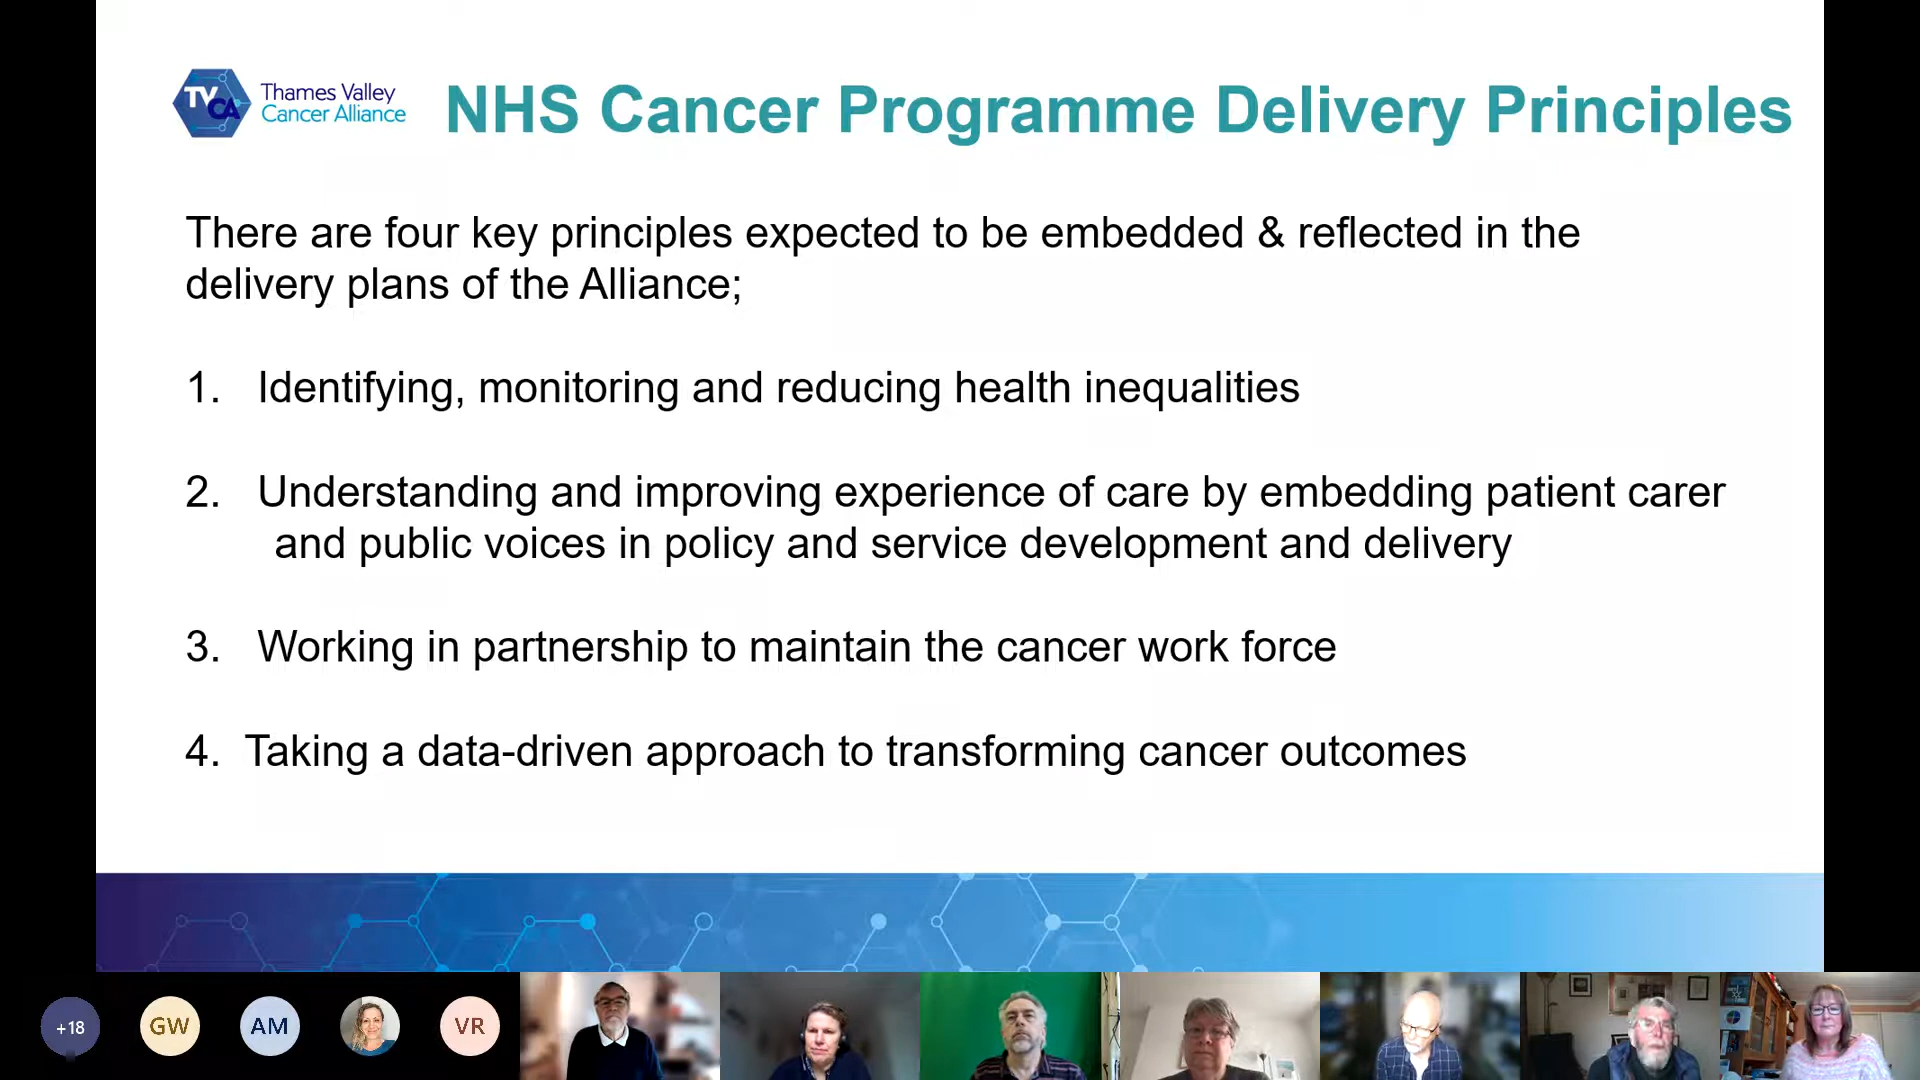 TV
CA
Thames Valley
Cancer Alliance
NHS Cancer Programme Delivery Principles
There are four key principles expected to be embedded & reflected in the
delivery plans of the Alliance;
1. Identifying, monitoring and reducing health inequalities
2. Understanding and improving experience of care by embedding patient carer
and public voices in policy and service development and delivery
3. Working in partnership to maintain the cancer work force
4. Taking a data-driven approach to transforming cancer outcomes
+18
GW
AM
VR